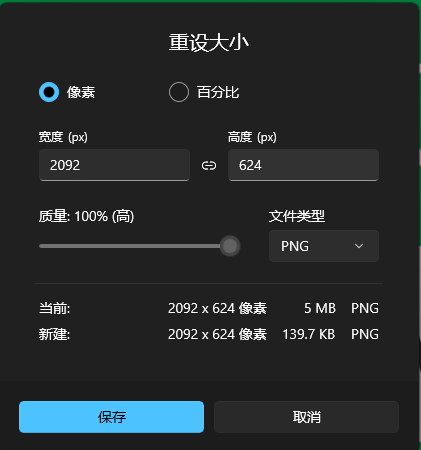 重设大小
像素 百分比
宽度 (px) 高度 (px)
2092 624
质量: 100% (高) 文件类型
PNG
当前: 2092 x 624 像素 5 MB PNG
新建: 2092 x 624 像素 139.7 KB PNG
保存 取消